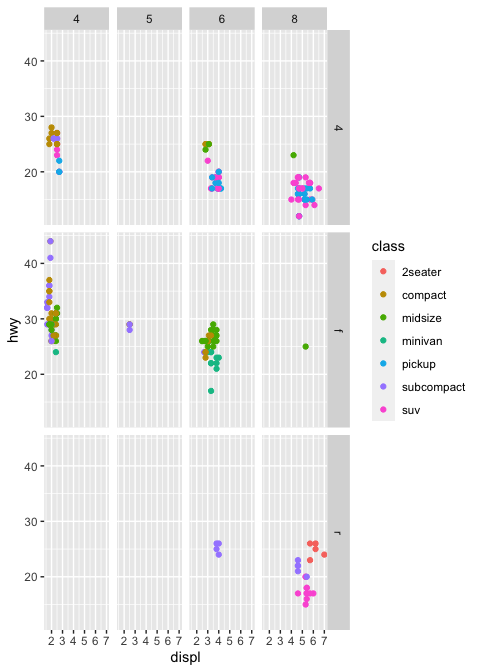 4 5 6 8
40
30
20
4
40
30
20
f
40
30
20
r
hwy
2 3 4 5 6 7 2 3 4 5 6 7 2 3 4 5 6 7 2 3 4 5 6 7
displ
class
2seater
compact
midsize
minivan
pickup
subcompact
suv